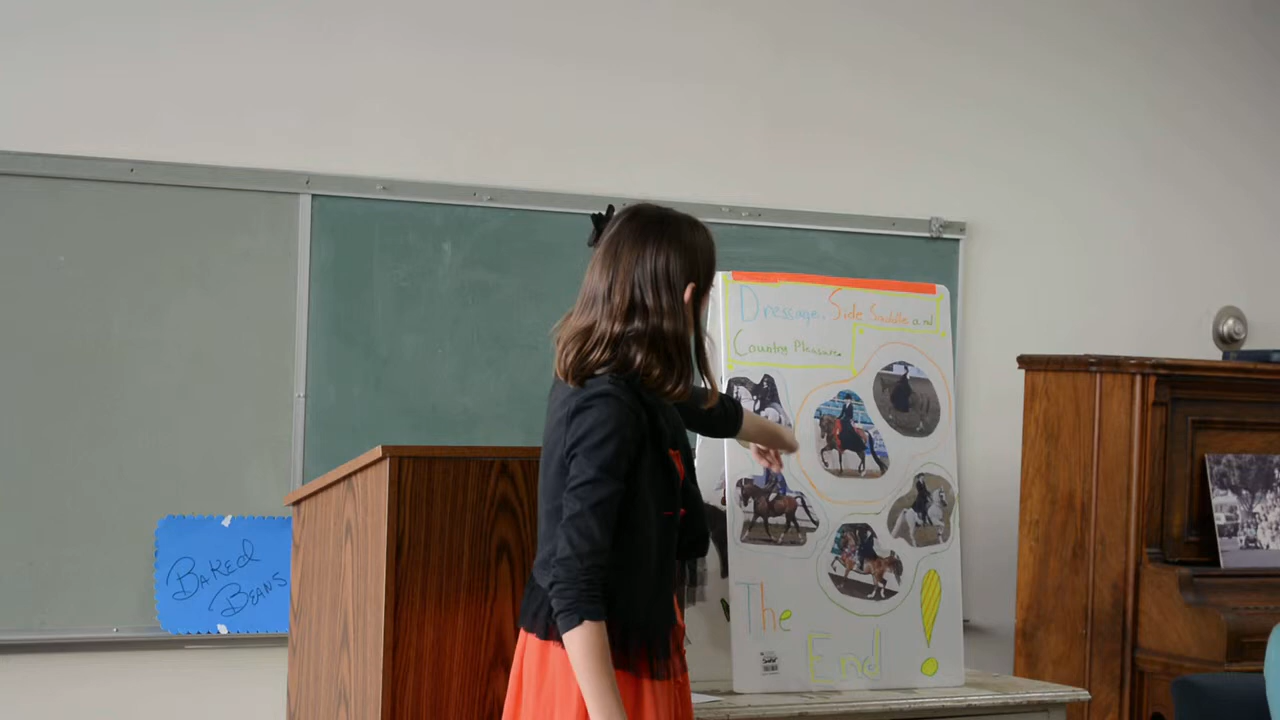 Dressage, Side Saddle and
Country Pleasure.
The
End!
Baked
Beans